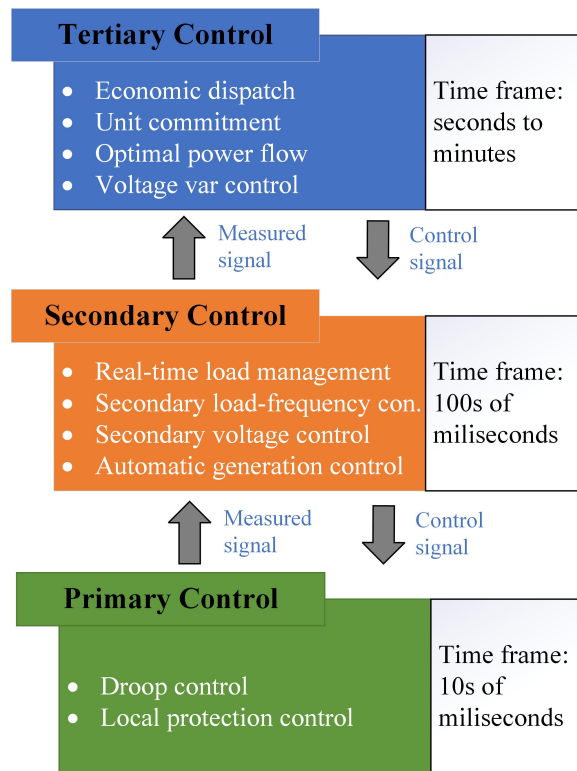 Tertiary Control
• Economic dispatch
• Unit commitment
• Optimal power flow
• Voltage var control
Time frame:
seconds to
minutes
Measured
signal
Control
signal
Secondary Control
• Real-time load management
• Secondary load-frequency con.
• Secondary voltage control
• Automatic generation control
Time frame:
100s of
miliseconds
Measured
signal
Control
signal
Primary Control
• Droop control
• Local protection control
Time frame:
10s of
miliseconds